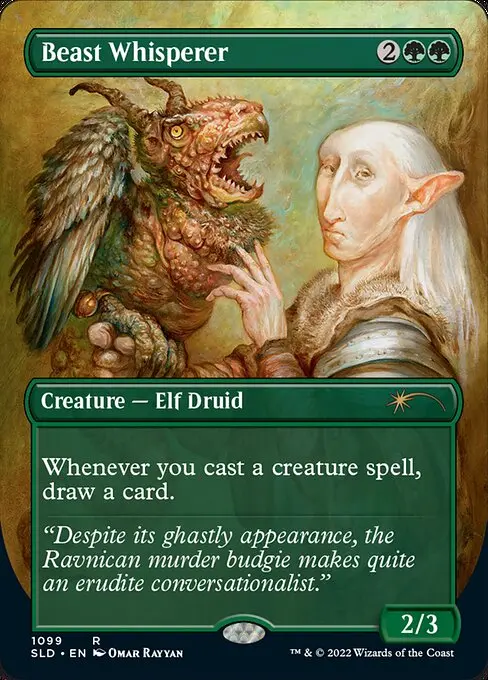 Beast Whisperer 2
Creature — Elf Druid
Whenever you cast a creature spell,
draw a card.
“Despite its ghastly appearance, the
Ravnican murder budgie makes quite
an erudite conversationalist.”
2/3
1099 R
SLD • EN Omar Rayyan
™ & © 2022 Wizards of the Coast